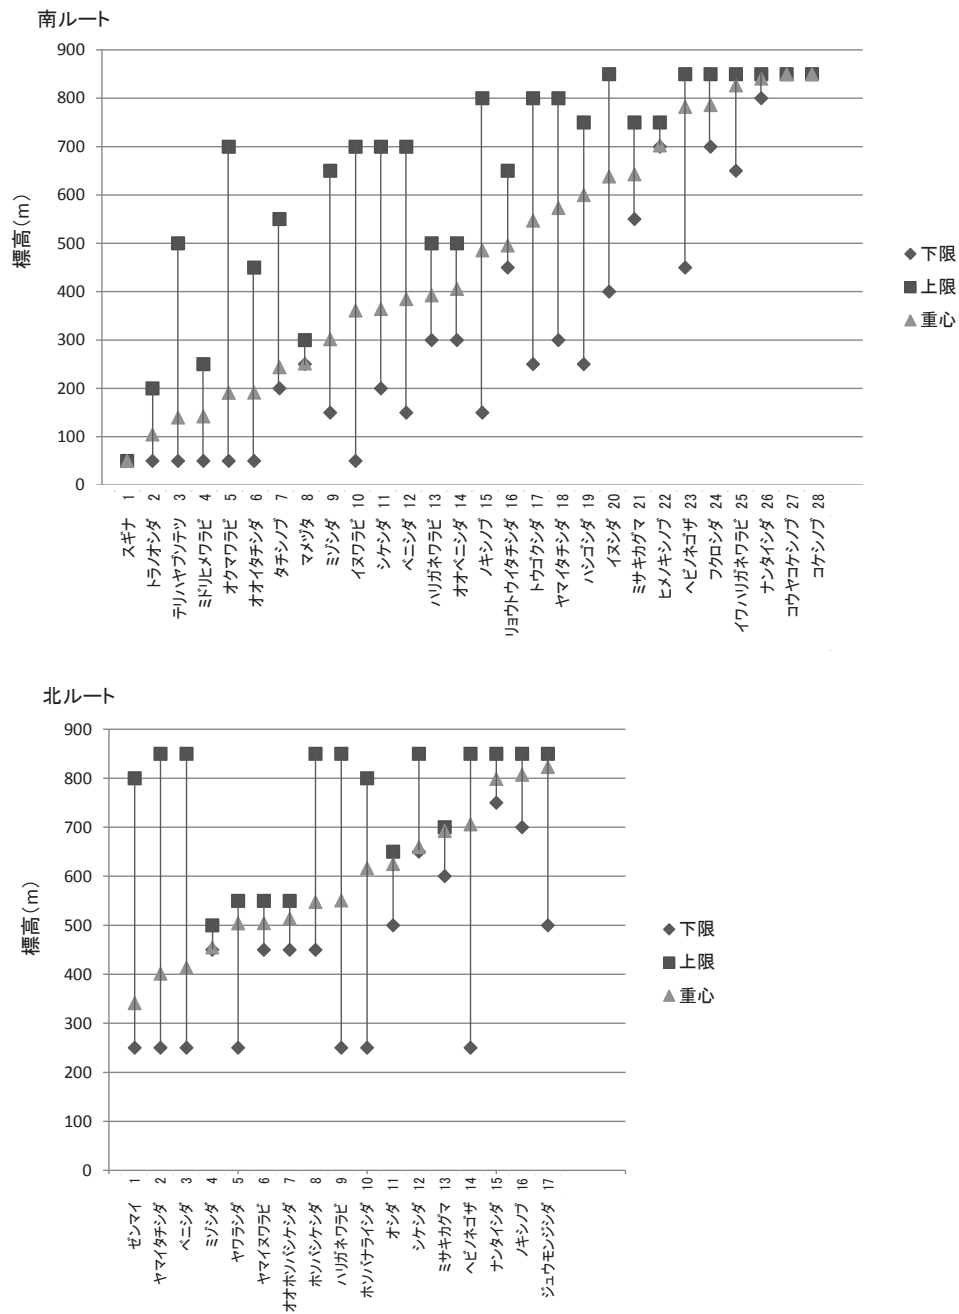 南ルート
900
800
700
600
500
400
300
200
100
0
標高(m)
下限
上限
重心
スギナ 1
トラノオシダ 2
テリハヤブソテツ 3
ミドリヒメワラビ 4
オクマワラビ 5
オオイタチシダ 6
タチシノブ 7
マメヅタ 8
ミゾシダ 9
イヌワラビ 10
シケシダ 11
ベニシダ 12
ハリガネワラビ 13
オオベニシダ 14
ノキシノブ 15
リョウトウイタチシダ 16
トウゴクシダ 17
ヤマイタチシダ 18
ハシゴシダ 19
イヌシダ 20
ミサキカグマ 21
ヒメノキシノブ 22
ヘビノネゴザ 23
フクロシダ 24
イワハリガネワラビ 25
ナンタイシダ 26
コウヤコケシノブ 27
コケシノブ 28
北ルート
900
800
700
600
500
400
300
200
100
0
標高(m)
下限
上限
重心
ゼンマイ 1
ヤマイタチシダ 2
ベニシダ 3
ミゾシダ 4
ヤワラシダ 5
ヤマイヌワラビ 6
オオホソバシケシダ 7
ホソバシケシダ 8
ハリガネワラビ 9
ホソバナライシダ 10
オシダ 11
シケシダ 12
ミサキカグマ 13
ヘビノネゴザ 14
ナンタイシダ 15
ノキシノブ 16
ジュウモンジシダ 17